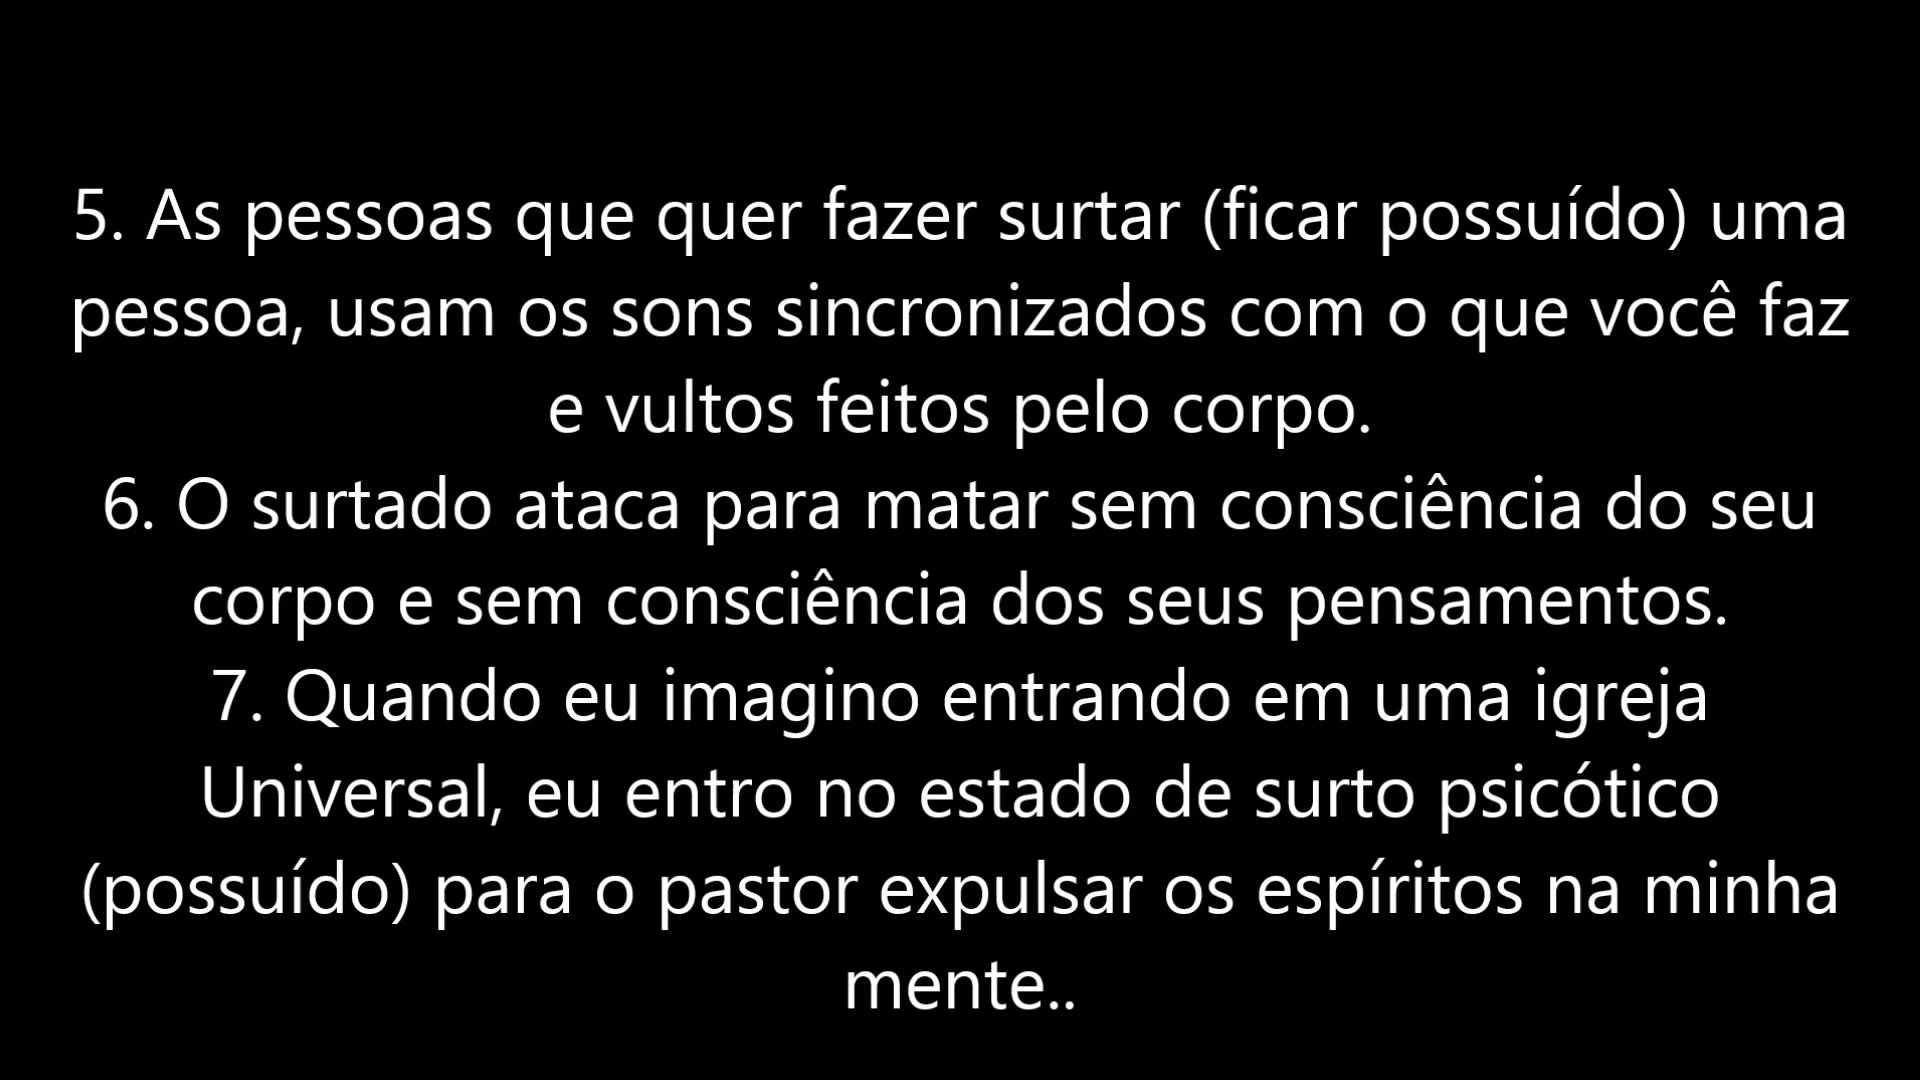 5. As pessoas que quer fazer surtar (ficar possuído) uma
pessoa, usam os sons sincronizados com o que você faz
e vultos feitos pelo corpo.
6. O surtado ataca para matar sem consciência do seu
corpo e sem consciência dos seus pensamentos.
7. Quando eu imagino entrando em uma igreja
Universal, eu entro no estado de surto psicótico
(possuído) para o pastor expulsar os espíritos na minha
mente..